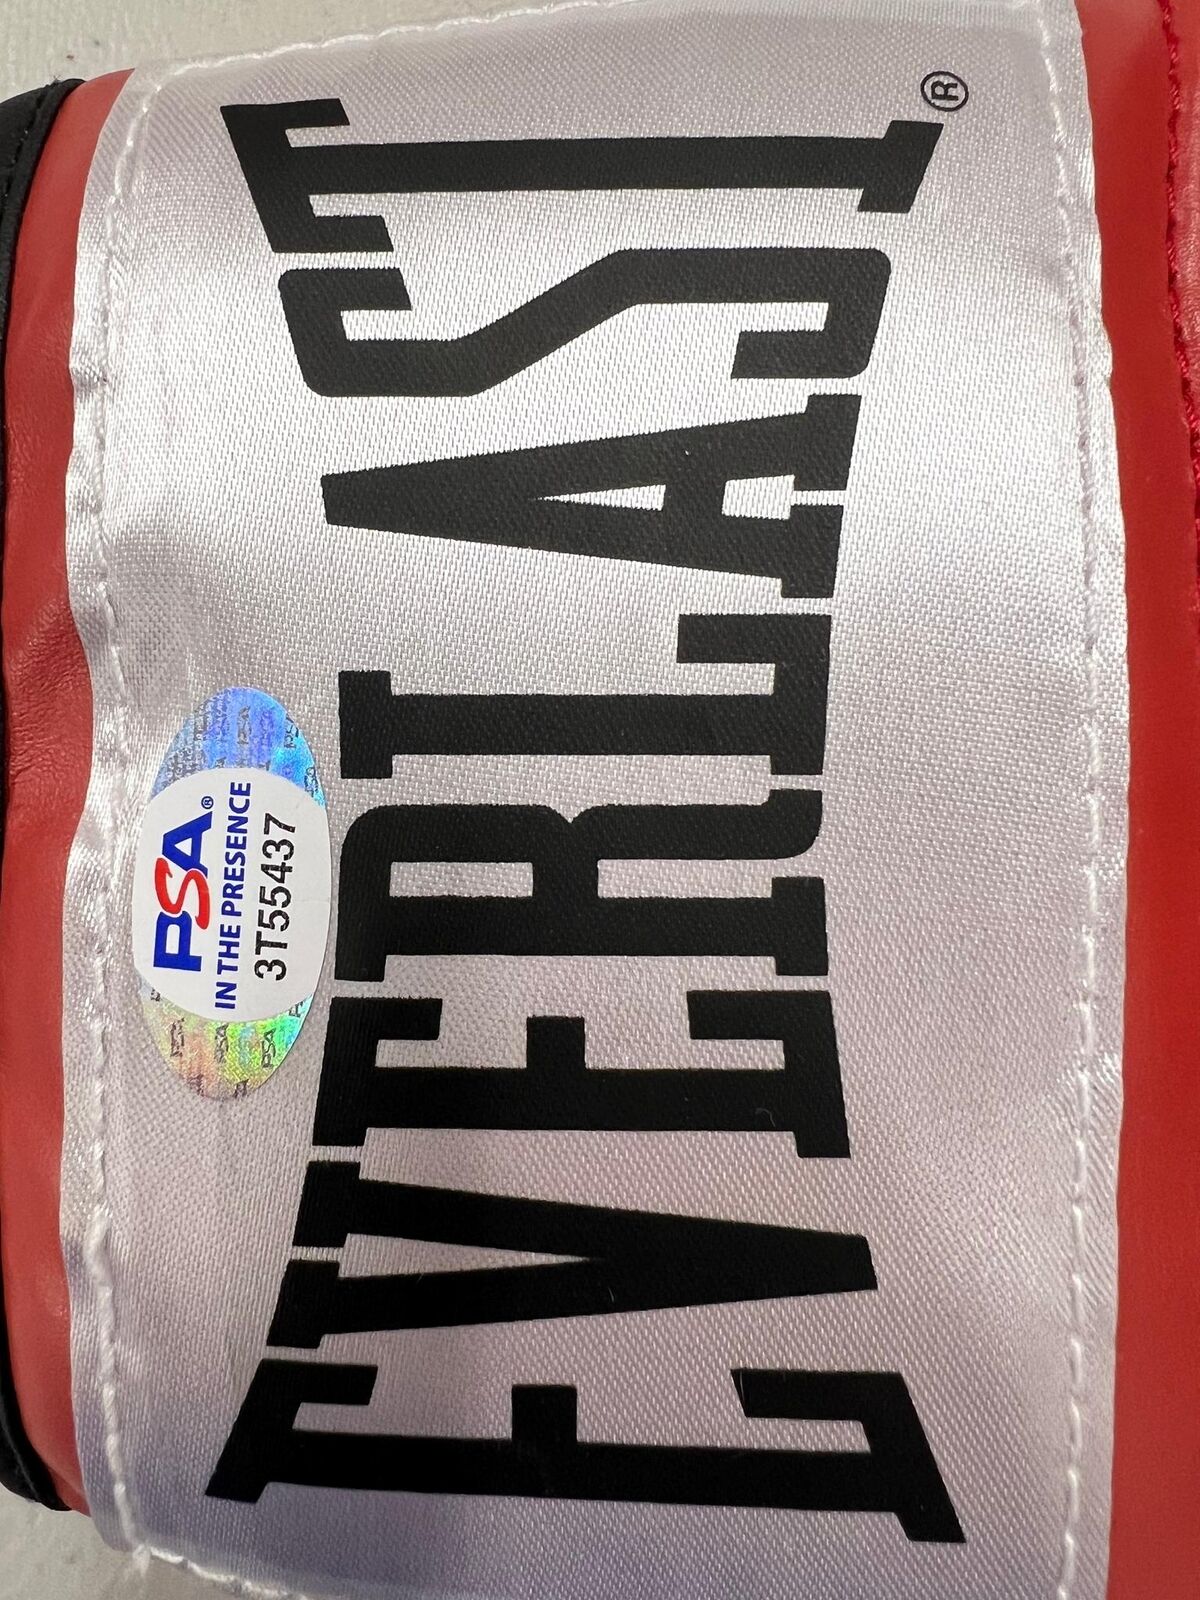 EVERLAST®
PSA®
IN THE PRESENCE
3T55437